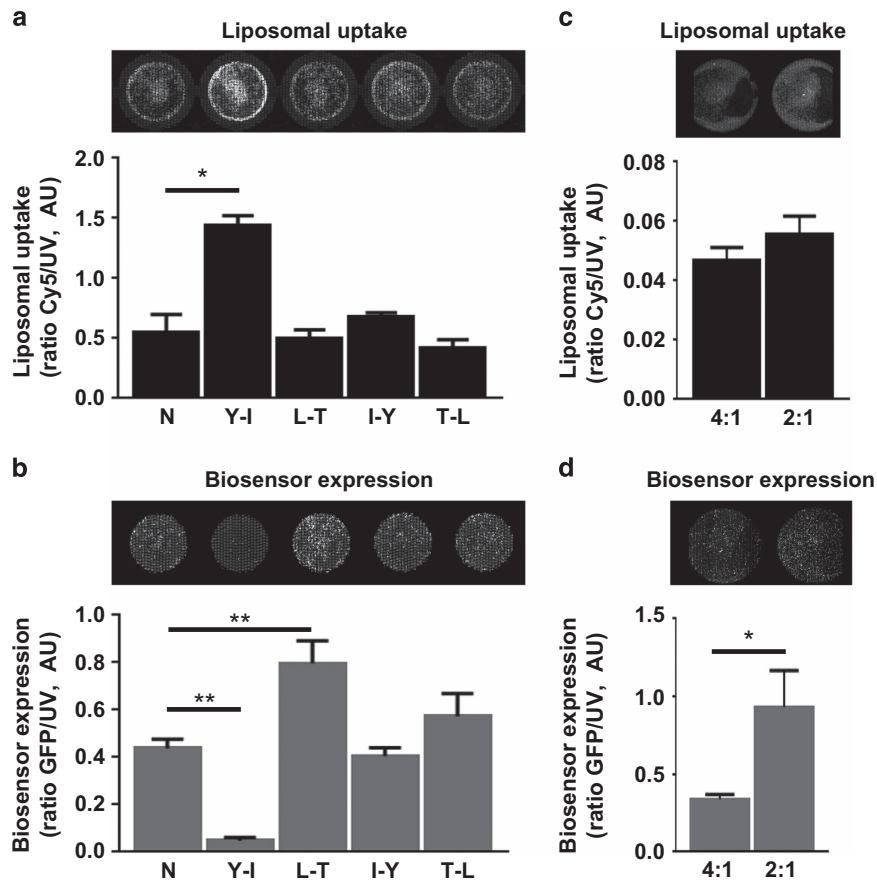 a
Liposomal uptake
Liposomal uptake
(ratio Cy5/UV, AU)
2.0
1.5
1.0
0.5
0.0
*
N Y-I L-T I-Y T-L
b
Biosensor expression
Biosensor expression
(ratio GFP/UV, AU)
1.0
0.8
0.6
0.4
0.2
0.0
**
**
N Y-I L-T I-Y T-L
c
Liposomal uptake
Liposomal uptake
(ratio Cy5/UV, AU)
0.08
0.06
0.04
0.02
0.00
4:1 2:1
d
Biosensor expression
Biosensor expression
(ratio GFP/UV, AU)
1.5
1.0
0.5
0.0
*
4:1 2:1